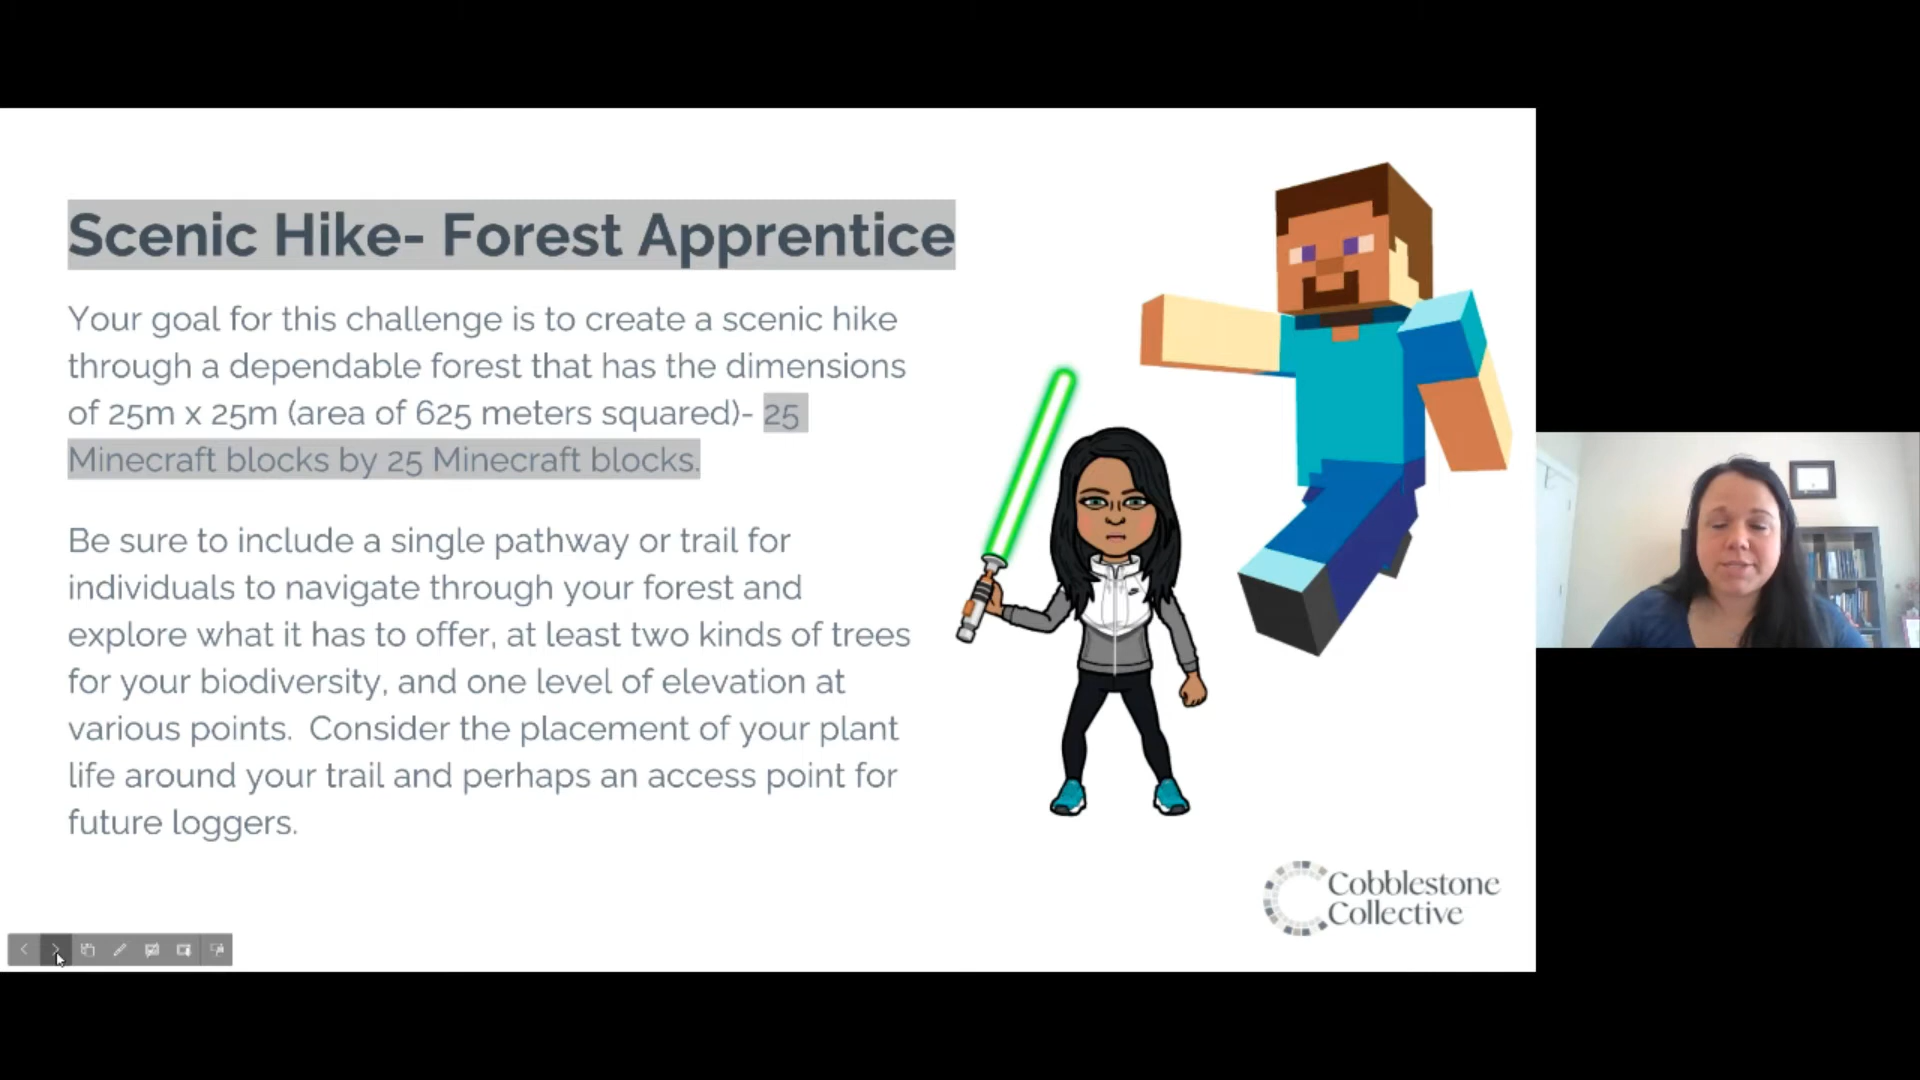 Scenic Hike- Forest Apprentice
Your goal for this challenge is to create a scenic hike
through a dependable forest that has the dimensions
of 25m x 25m (area of 625 meters squared)- 25
Minecraft blocks by 25 Minecraft blocks.
Be sure to include a single pathway or trail for
individuals to navigate through your forest and
explore what it has to offer, at least two kinds of trees
for your biodiversity, and one level of elevation at
various points.  Consider the placement of your plant
life around your trail and perhaps an access point for
future loggers.
Cobblestone
Collective